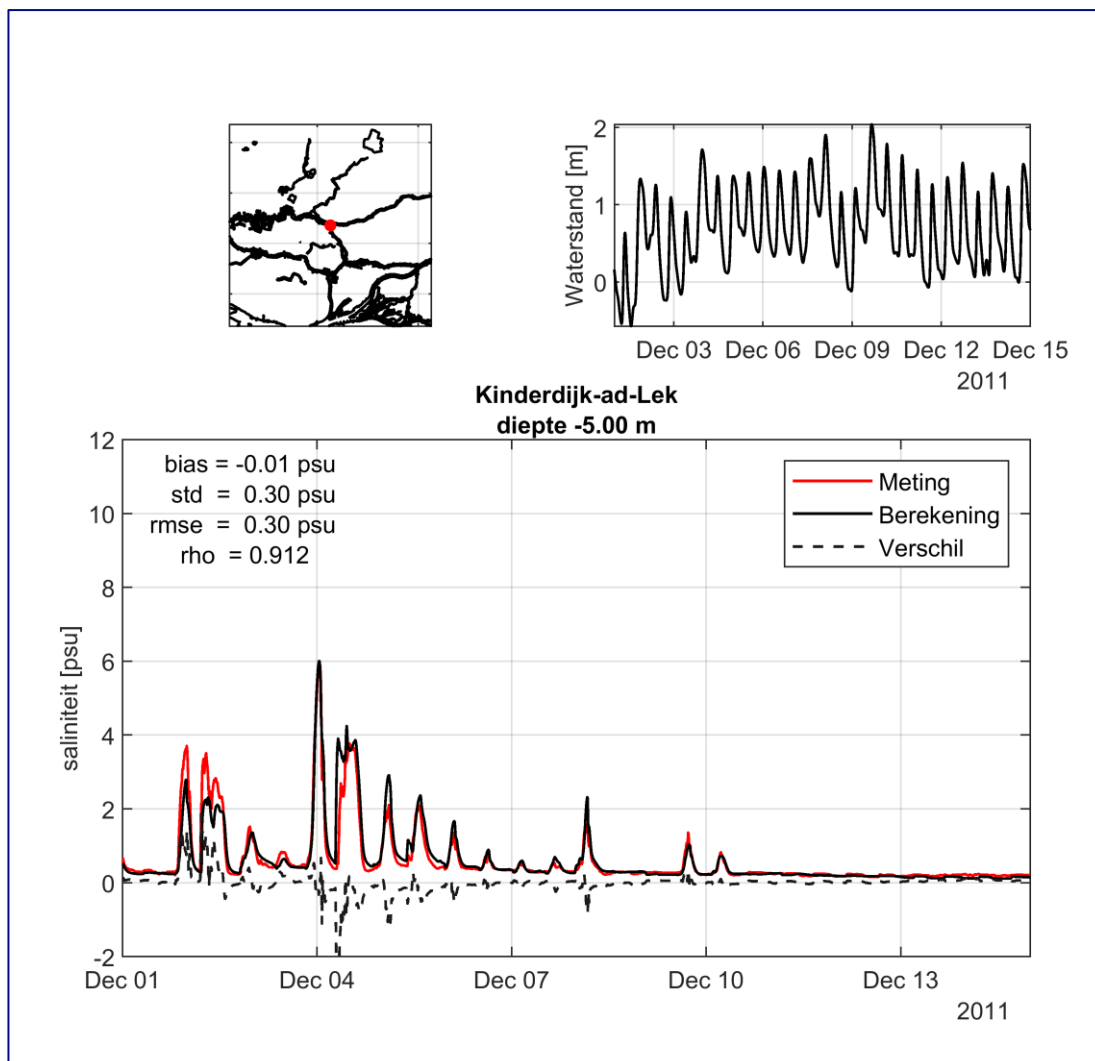 Waterstand [m]
2
1
0
Dec 03 Dec 06 Dec 09 Dec 12 Dec 15
2011
Kinderdijk-ad-Lek
diepte -5.00 m
saliniteit [psu]
12
10
8
6
4
2
0
-2
bias = -0.01 psu
std = 0.30 psu
rmse = 0.30 psu
rho = 0.912
Meting
Berekening
Verschil
Dec 01 Dec 04 Dec 07 Dec 10 Dec 13
2011